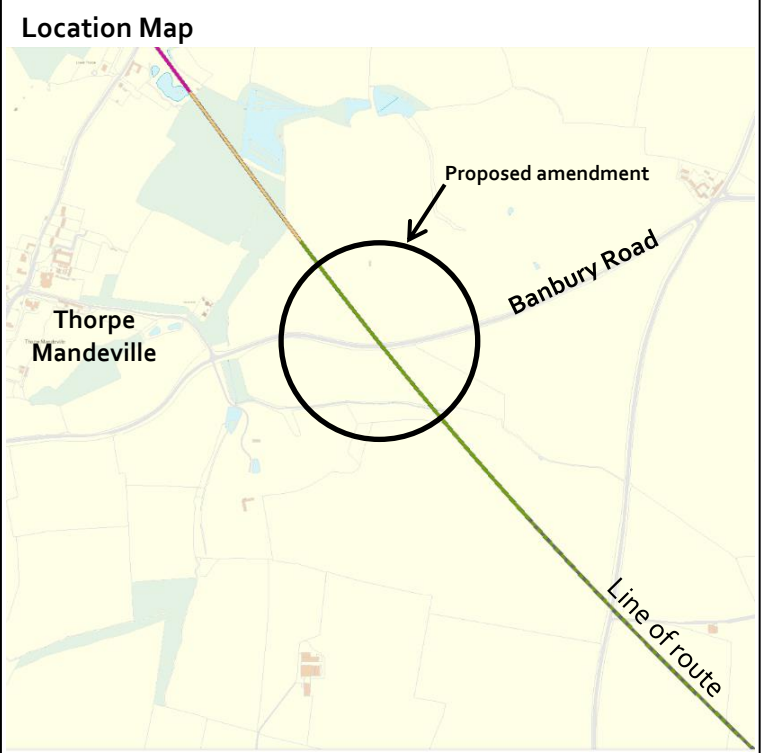 Location Map
Proposed amendment
Banbury Road
Thorpe
Mandeville
Line of route